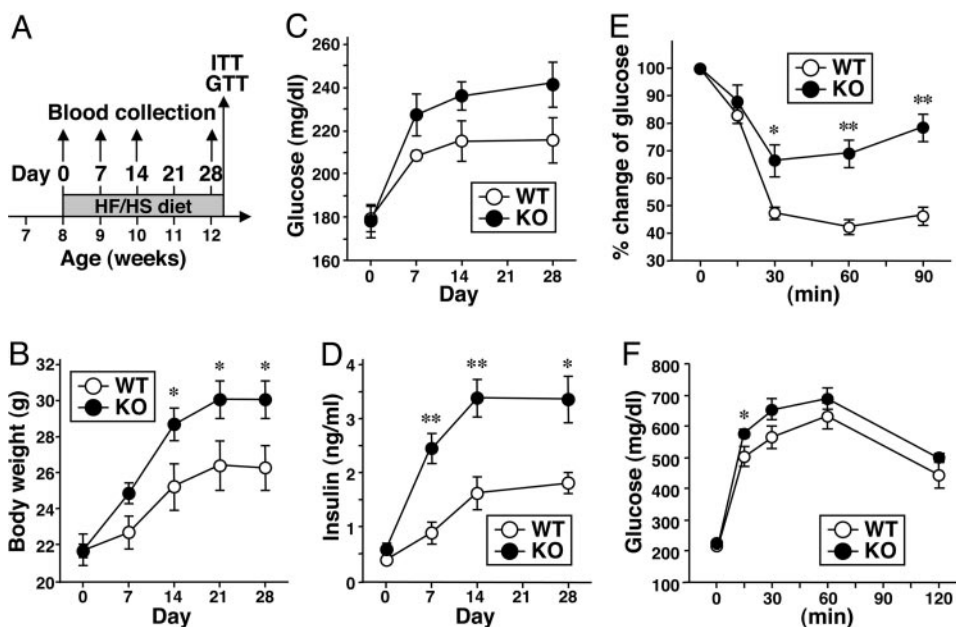 A
ITT
GTT
Blood collection
Day 0 7 14 21 28
HF/HS diet
7 8 9 10 11 12
Age (weeks)
B
Body weight (g)
32
30
28
26
24
22
20
WT
KO
* * *
0 7 14 21 28
Day
C
Glucose (mg/dl)
260
240
220
200
180
160
WT
KO
0 7 14 21 28
Day
D
Insulin (ng/ml)
4
3
2
1
0
** ** *
WT
KO
0 7 14 21 28
Day
E
% change of glucose
100
80
60
40
30
WT
KO
* ** **
0 30 60 90
(min)
F
Glucose (mg/dl)
800
700
600
500
400
300
200
100
*
WT
KO
0 30 60 90 120
(min)